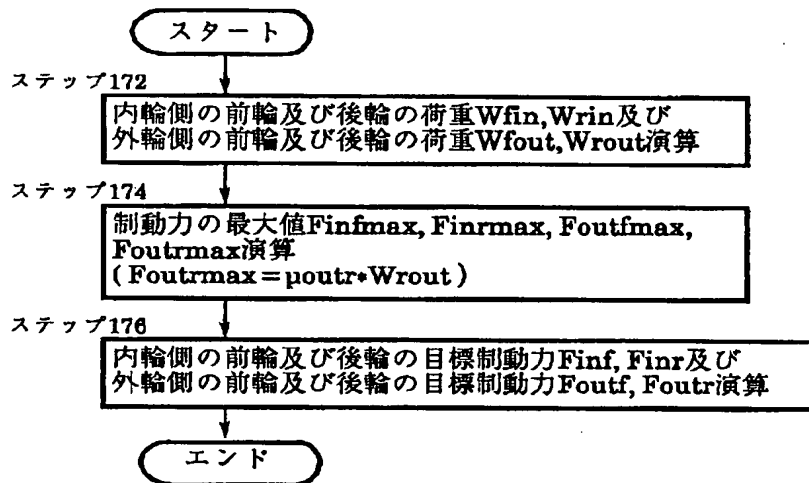 スタート
ステップ172
内輪側の前輪及び後輪の荷重Wfin,Wrin及び
外輪側の前輪及び後輪の荷重Wfout,Wrout演算
ステップ174
制動力の最大値Finfmax, Finrmax, Foutfmax,
Foutrmax演算
(Foutrmax=μoutr*Wrout)
ステップ176
内輪側の前輪及び後輪の目標制動力Finf, Finr及び
外輪側の前輪及び後輪の目標制動力Foutf, Foutr演算
エンド